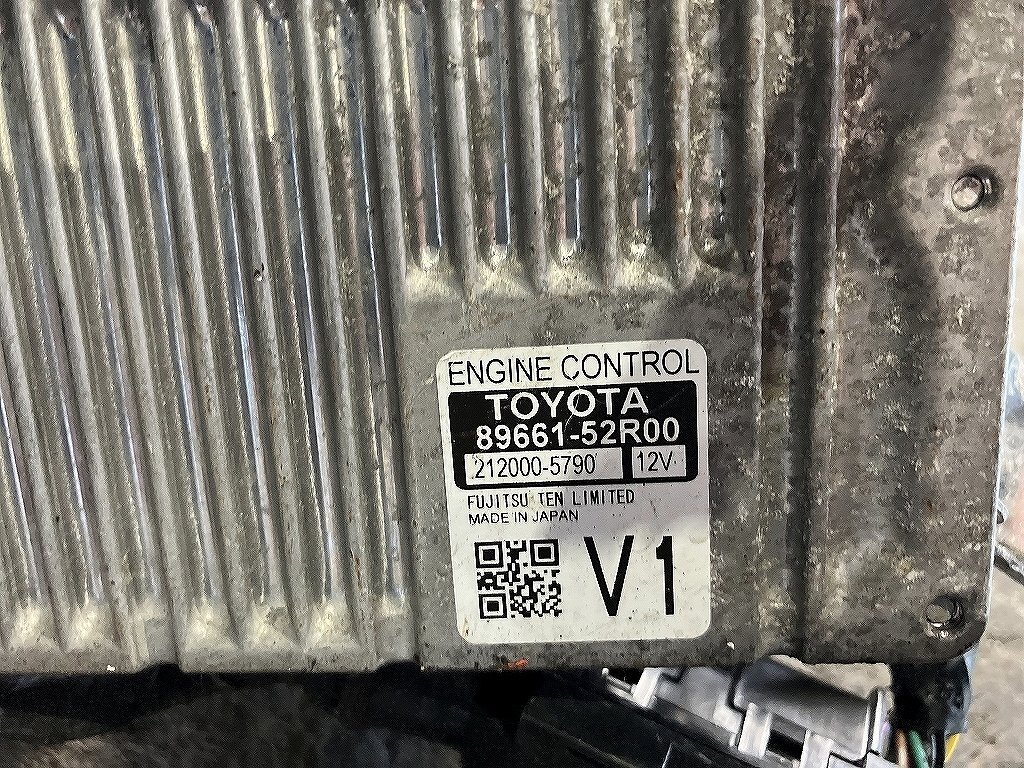 ENGINE CONTROL
TOYOTA
89661-52R00
212000-5790 12V
FUJITSU TEN LIMITED
MADE IN JAPAN
V1